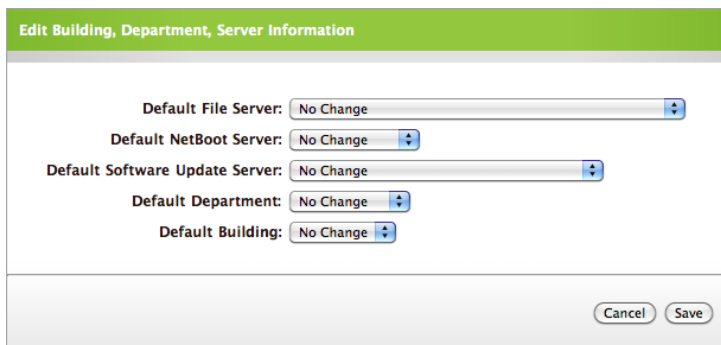 Edit Building, Department, Server Information
Default File Server: No Change
Default NetBoot Server: No Change
Default Software Update Server: No Change
Default Department: No Change
Default Building: No Change
Cancel Save